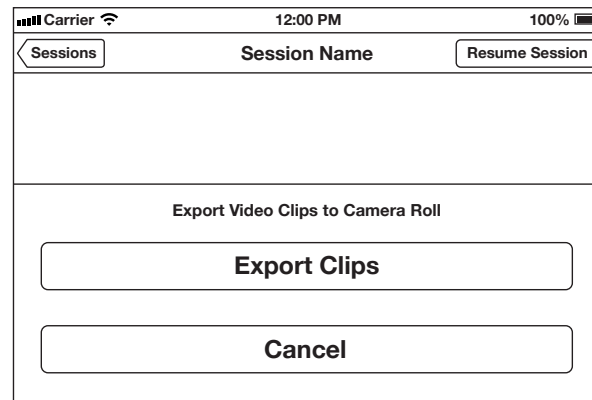 Carrier 12:00 PM 100%
Sessions Session Name Resume Session
Export Video Clips to Camera Roll
Export Clips
Cancel